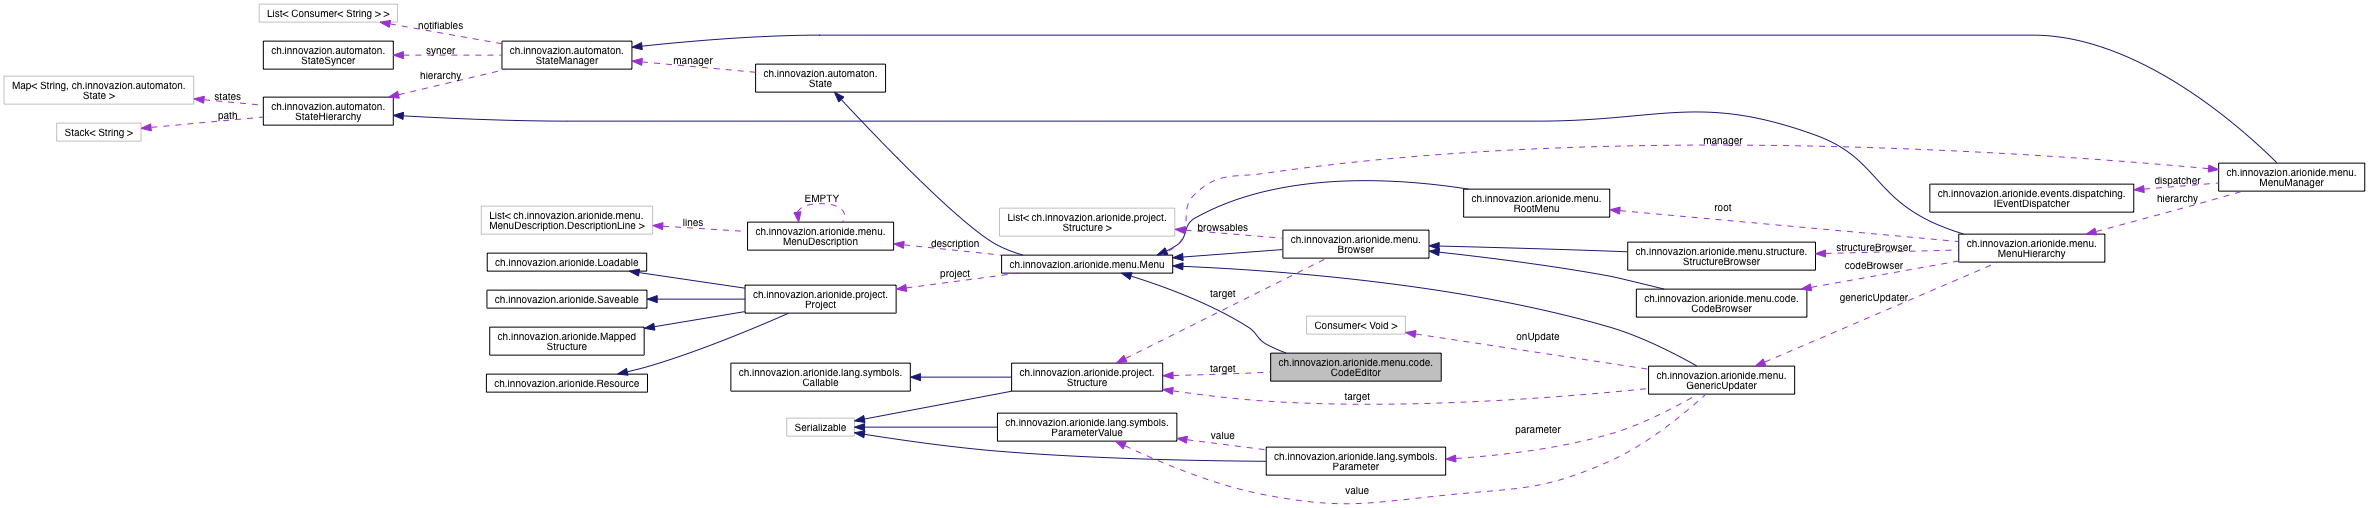 List< Consumer< String > >
notifiables
ch.innovazion.automaton.
StateSyncer
syncer
ch.innovazion.automaton.
StateManager
manager
ch.innovazion.automaton.
State
hierarchy
Map< String, ch.innovazion.automaton.
State >
states
ch.innovazion.automaton.
StateHierarchy
path
Stack< String >
manager
ch.innovazion.arionide.menu.
MenuManager
dispatcher
ch.innovazion.arionide.events.dispatching.
IEventDispatcher
hierarchy
ch.innovazion.arionide.menu.
RootMenu
root
EMPTY
List< ch.innovazion.arionide.menu.
MenuDescription.DescriptionLine >
lines
ch.innovazion.arionide.menu.
MenuDescription
description
List< ch.innovazion.arionide.project.
Structure >
browsables
ch.innovazion.arionide.menu.
Browser
ch.innovazion.arionide.menu.structure.
StructureBrowser
structureBrowser
ch.innovazion.arionide.menu.
MenuHierarchy
ch.innovazion.arionide.Loadable
ch.innovazion.arionide.menu.Menu
codeBrowser
project
ch.innovazion.arionide.Saveable
ch.innovazion.arionide.project.
Project
target
ch.innovazion.arionide.menu.code.
CodeBrowser
genericUpdater
ch.innovazion.arionide.Mapped
Structure
Consumer< Void >
onUpdate
ch.innovazion.arionide.Resource
ch.innovazion.arionide.lang.symbols.
Callable
ch.innovazion.arionide.project.
Structure
target
ch.innovazion.arionide.menu.code.
CodeEditor
ch.innovazion.arionide.menu.
GenericUpdater
target
Serializable
ch.innovazion.arionide.lang.symbols.
ParameterValue
value
ch.innovazion.arionide.lang.symbols.
Parameter
parameter
value